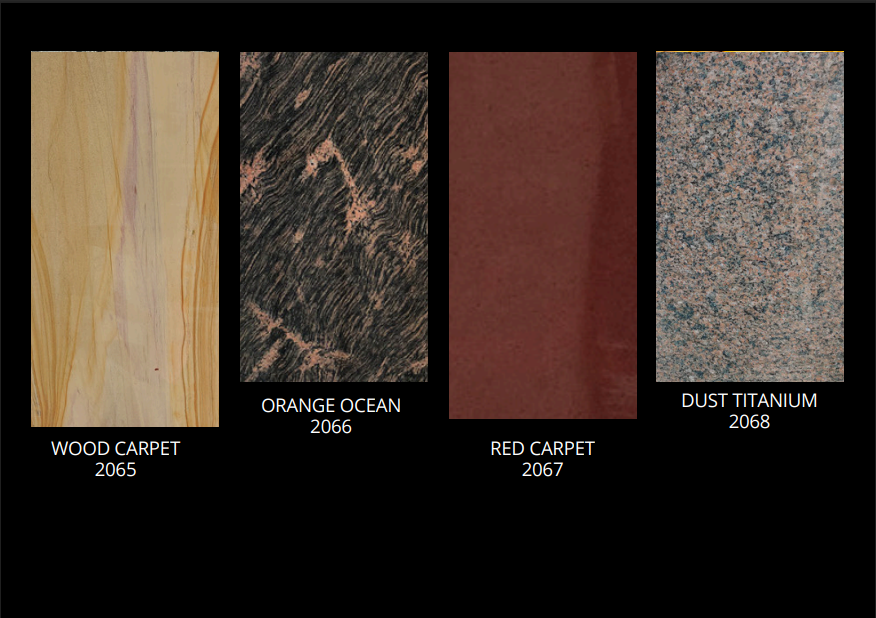 WOOD CARPET
2065
ORANGE OCEAN
2066
RED CARPET
2067
DUST TITANIUM
2068